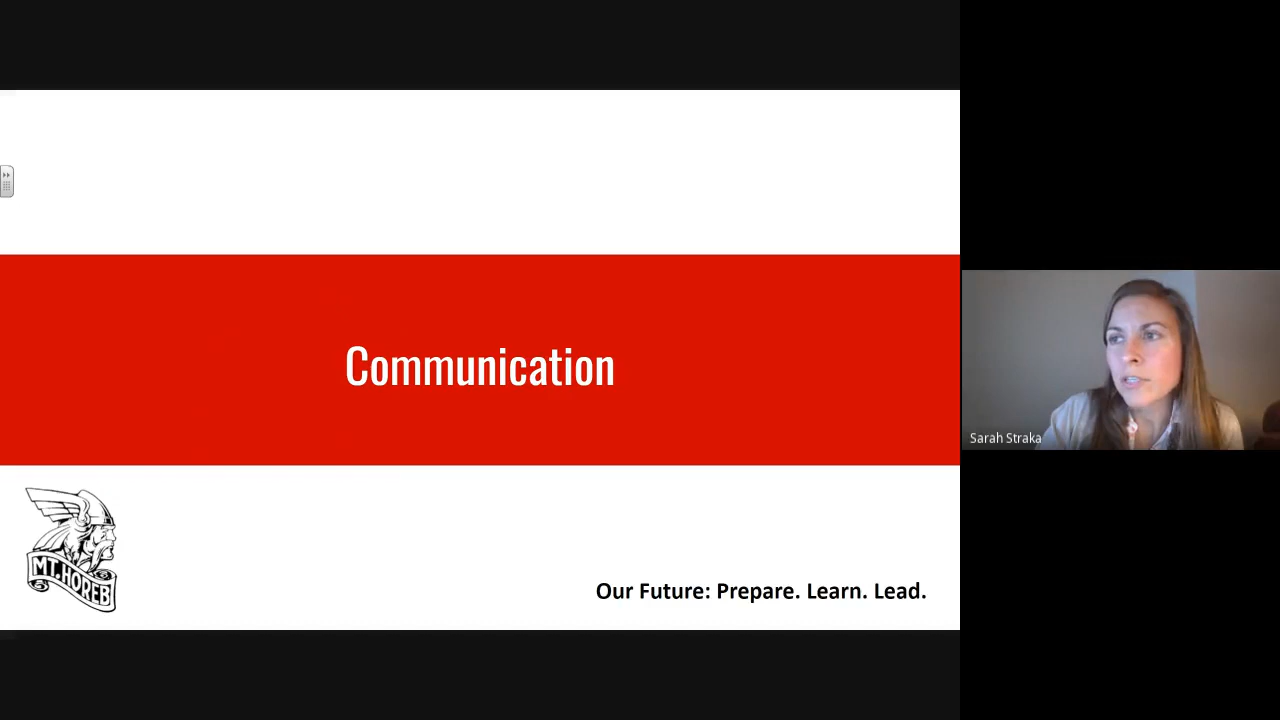 Communication
Sarah Straka
MT. HOREB
Our Future: Prepare. Learn. Lead.